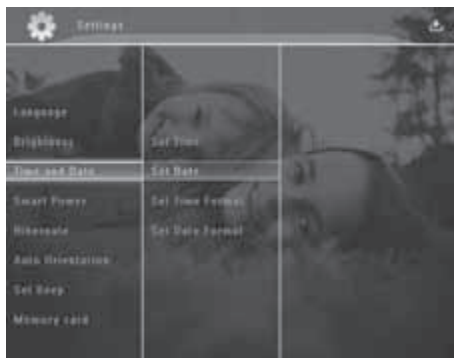 Settings
Language
Brightness
Time and Date
Smart Power
Hibernate
Auto Orientation
Set Beep
Memory card
Set Time
Set Date
Set Time Format
Set Date Format